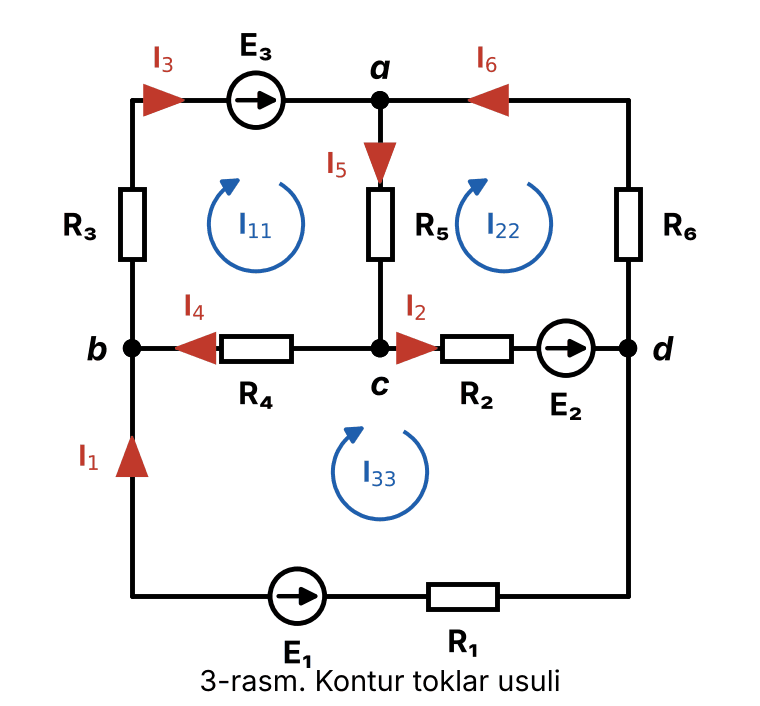 E₃
I₃
a
I₆
I₅
R₃
I₁₁
R₅
I₂₂
R₆
I₄
I₂
b
d
R₄
c
R₂
E₂
I₁
I₃₃
E₁
R₁
3-rasm. Kontur toklar usuli